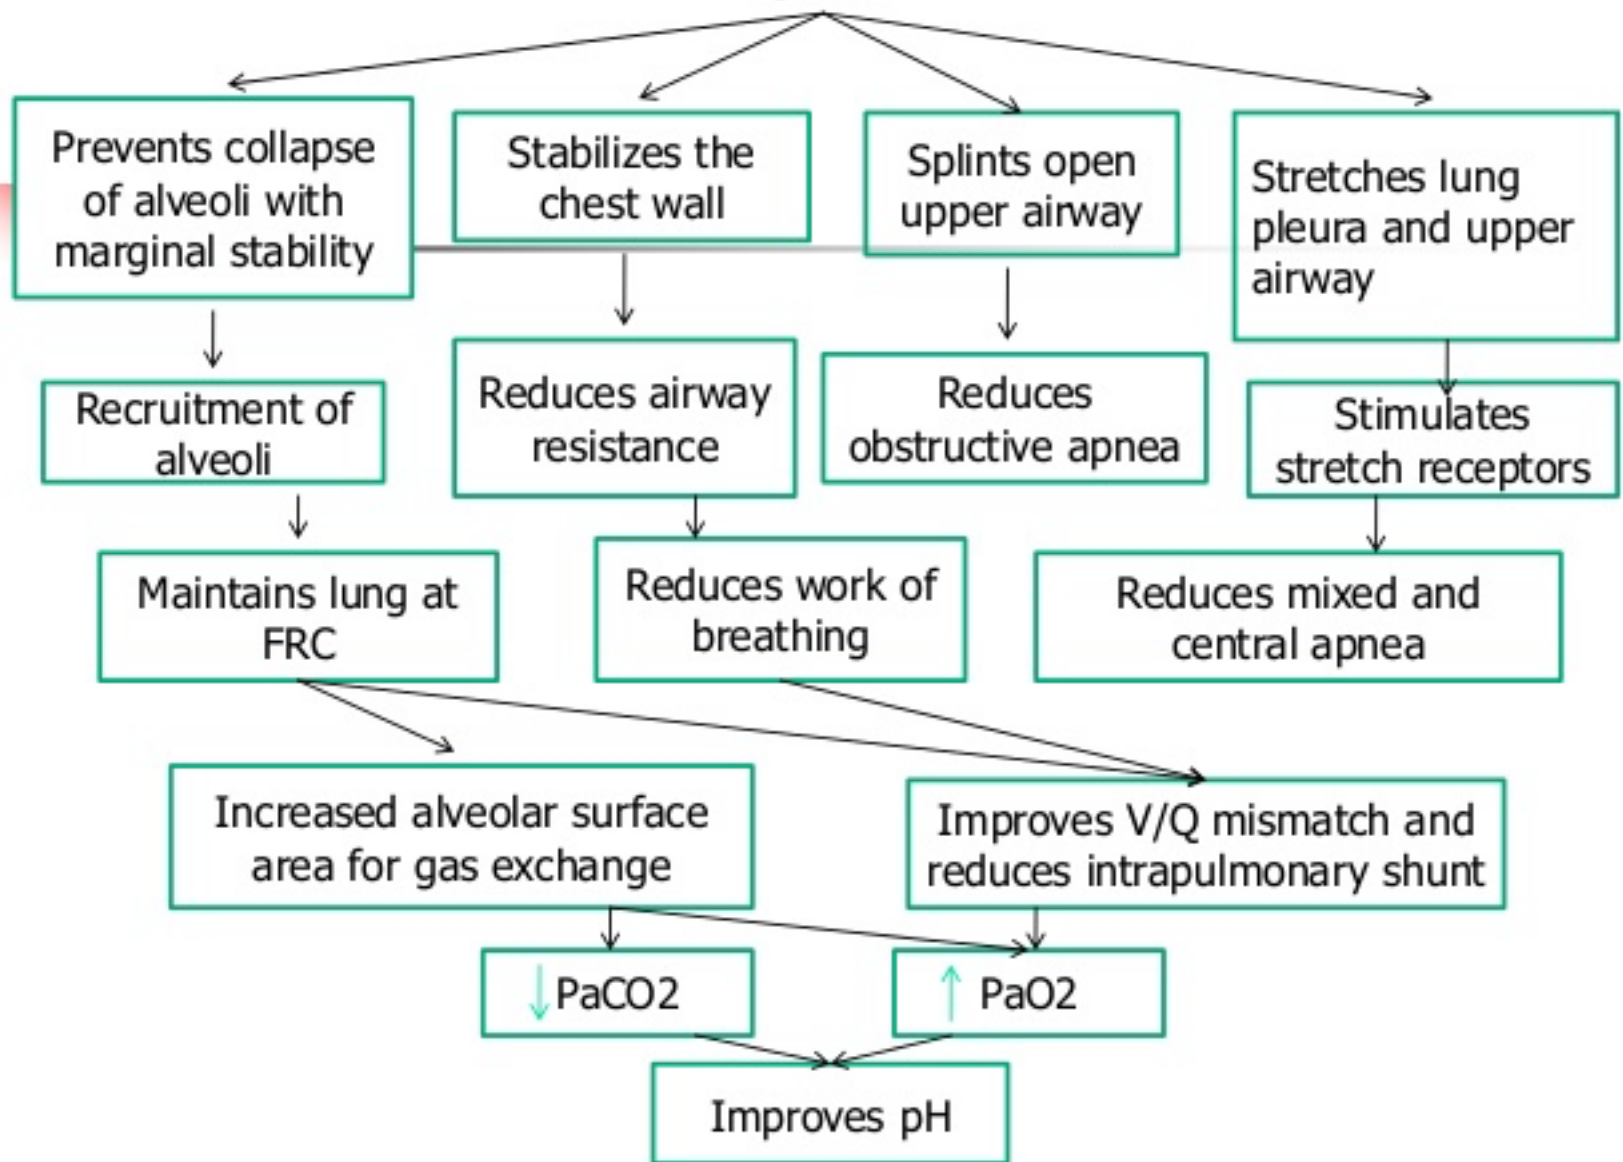 Prevents collapse
of alveoli with
marginal stability
Stabilizes the
chest wall
Splints open
upper airway
Stretches lung
pleura and upper
airway
Recruitment of
alveoli
Reduces airway
resistance
Reduces
obstructive apnea
Stimulates
stretch receptors
Maintains lung at
FRC
Reduces work of
breathing
Reduces mixed and
central apnea
Increased alveolar surface
area for gas exchange
Improves V/Q mismatch and
reduces intrapulmonary shunt
↓ PaCO2
↑ PaO2
Improves pH